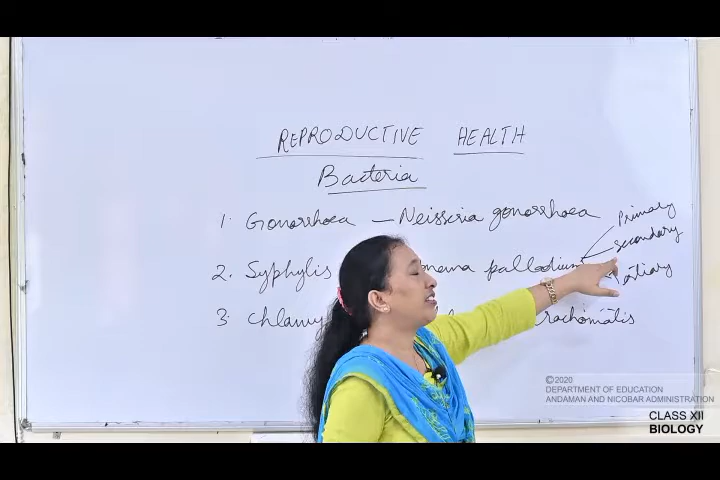 REPRODUCTIVE HEALTH
Bacteria
1. Gonorrhoea – Neisseria gonorrhoea
Primary
secondary
2. Syphylis nema palladium
tertiary
3. Chlamy trachomatis
©2020
DEPARTMENT OF EDUCATION
ANDAMAN AND NICOBAR ADMINISTRATION
CLASS XII
BIOLOGY